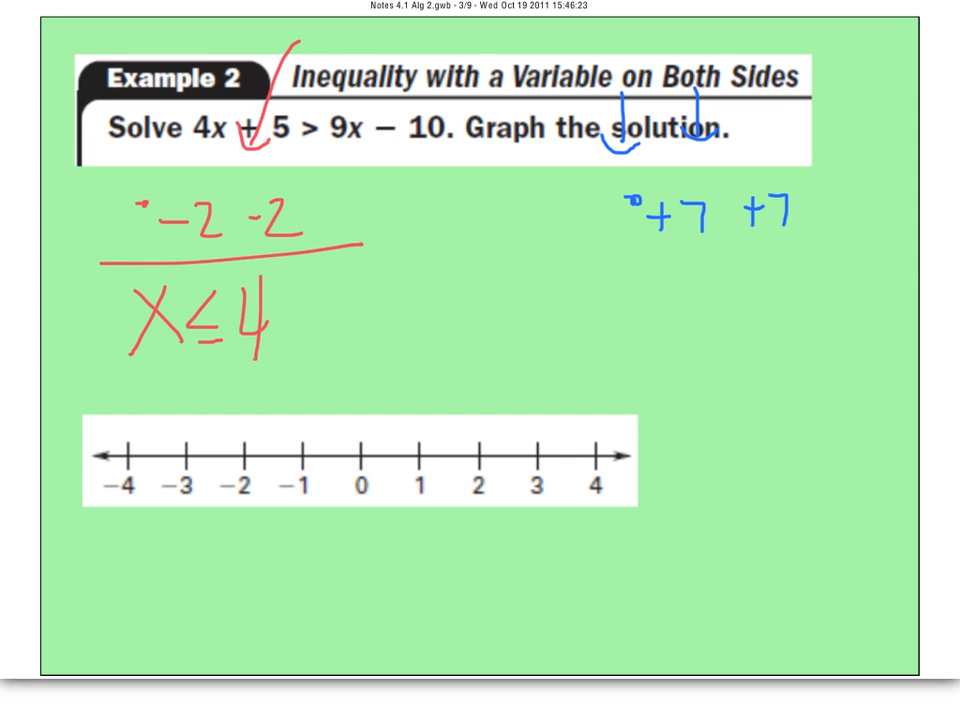 Notes 4.1 Alg 2.gwb - 3/9 - Wed Oct 19 2011 15:46:23
Example 2 Inequality with a Variable on Both Sides
Solve 4x + 5 > 9x − 10. Graph the solution.
−2 -2 +7 +7
x ≤ 4
−4 −3 −2 −1 0 1 2 3 4